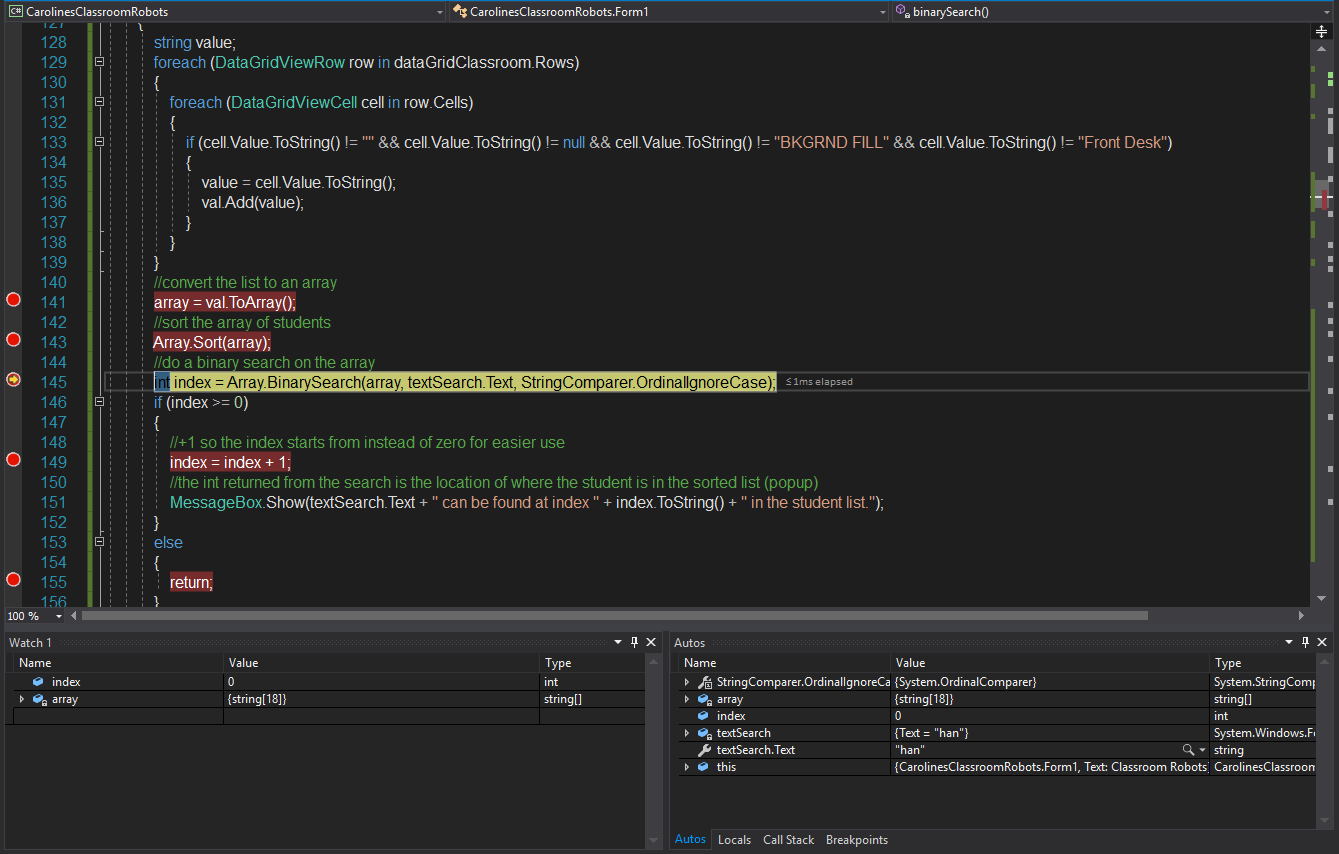 CarolinesClassroomRobots CarolinesClassroomRobots.Form1 binarySearch()
127 {
128 string value;
129 foreach (DataGridViewRow row in dataGridClassroom.Rows)
130 {
131 foreach (DataGridViewCell cell in row.Cells)
132 {
133 if (cell.Value.ToString() != "" && cell.Value.ToString() != null && cell.Value.ToString() != "BKGRND FILL" && cell.Value.ToString() != "Front Desk")
134 {
135 value = cell.Value.ToString();
136 val.Add(value);
137 }
138 }
139 }
140 //convert the list to an array
141 array = val.ToArray();
142 //sort the array of students
143 Array.Sort(array);
144 //do a binary search on the array
145 int index = Array.BinarySearch(array, textSearch.Text, StringComparer.OrdinalIgnoreCase); ≤1ms elapsed
146 if (index >= 0)
147 {
148 //+1 so the index starts from instead of zero for easier use
149 index = index + 1;
150 //the int returned from the search is the location of where the student is in the sorted list (popup)
151 MessageBox.Show(textSearch.Text + " can be found at index " + index.ToString() + " in the student list.");
152 }
153 else
154 {
155 return;
156 }
100 %
Watch 1
Name Value Type
index 0 int
array {string[18]} string[]
Autos
Name Value Type
StringComparer.OrdinalIgnoreCa {System.OrdinalComparer} System.StringComp
array {string[18]} string[]
index 0 int
textSearch {Text = "han"} System.Windows.Fo
textSearch.Text "han" string
this {CarolinesClassroomRobots.Form1, Text: Classroom Robots CarolinesClassroom
Autos Locals Call Stack Breakpoints